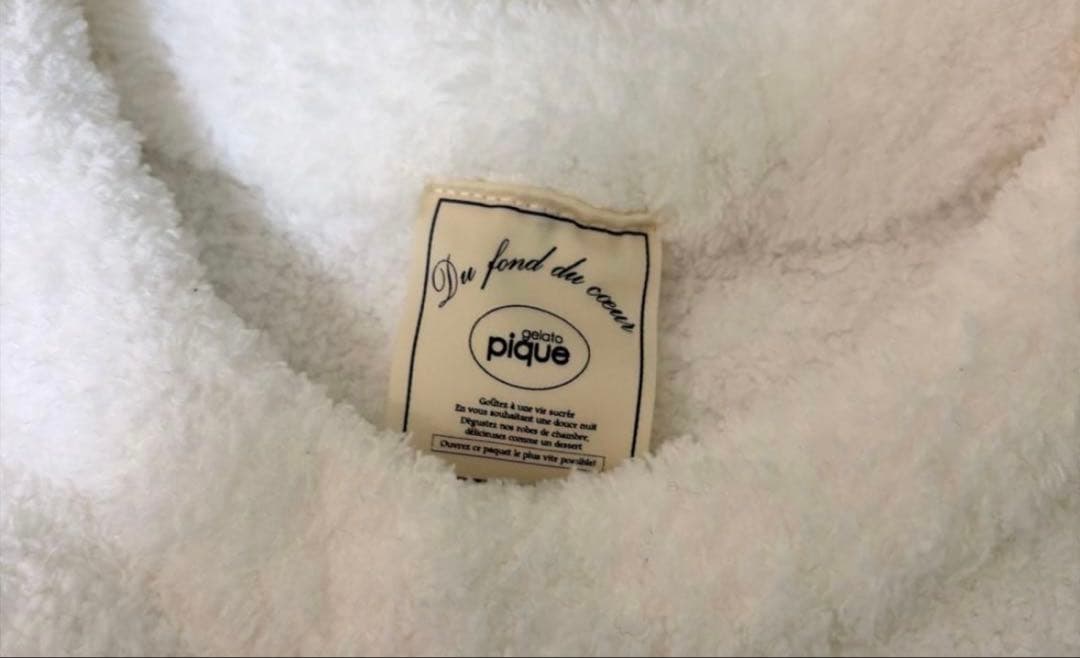 Du fond du cœur
gelato
pique
Goûtez à une vie sucrée
En vous souhaitant une douce nuit
Dégustez nos robes de chambre,
délicieuses comme un dessert
Ouvrez ce paquet le plus vite possible!